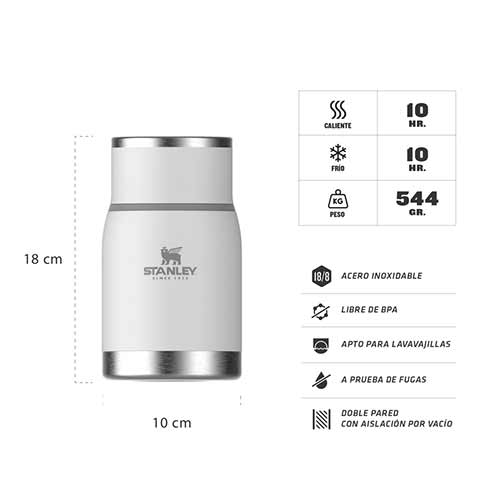 CALIENTE
10
HR.
FRÍO
10
HR.
KG
PESO
544
GR.
18 cm
STANLEY
SINCE 1913
10 cm
18/8
ACERO INOXIDABLE
LIBRE DE BPA
APTO PARA LAVAVAJILLAS
A PRUEBA DE FUGAS
DOBLE PARED
CON AISLACIÓN POR VACÍO